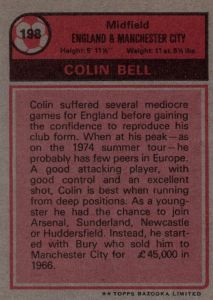 198
Midfield
ENGLAND & MANCHESTER CITY
Height: 5' 11½" Weight: 11 st. 8½ lbs.
COLIN BELL
Colin suffered several mediocre
games for England before gaining
the confidence to reproduce his
club form. When at his peak—as
on the 1974 summer tour—he
probably has few peers in Europe.
A good attacking player, with
good control and an excellent
shot, Colin is best when running
from deep positions. As a young-
ster he had the chance to join
Arsenal, Sunderland, Newcastle
or Huddersfield. Instead, he start-
ed with Bury who sold him to
Manchester City for £45,000 in
1966.
** TOPPS BAZOOKA LIMITED